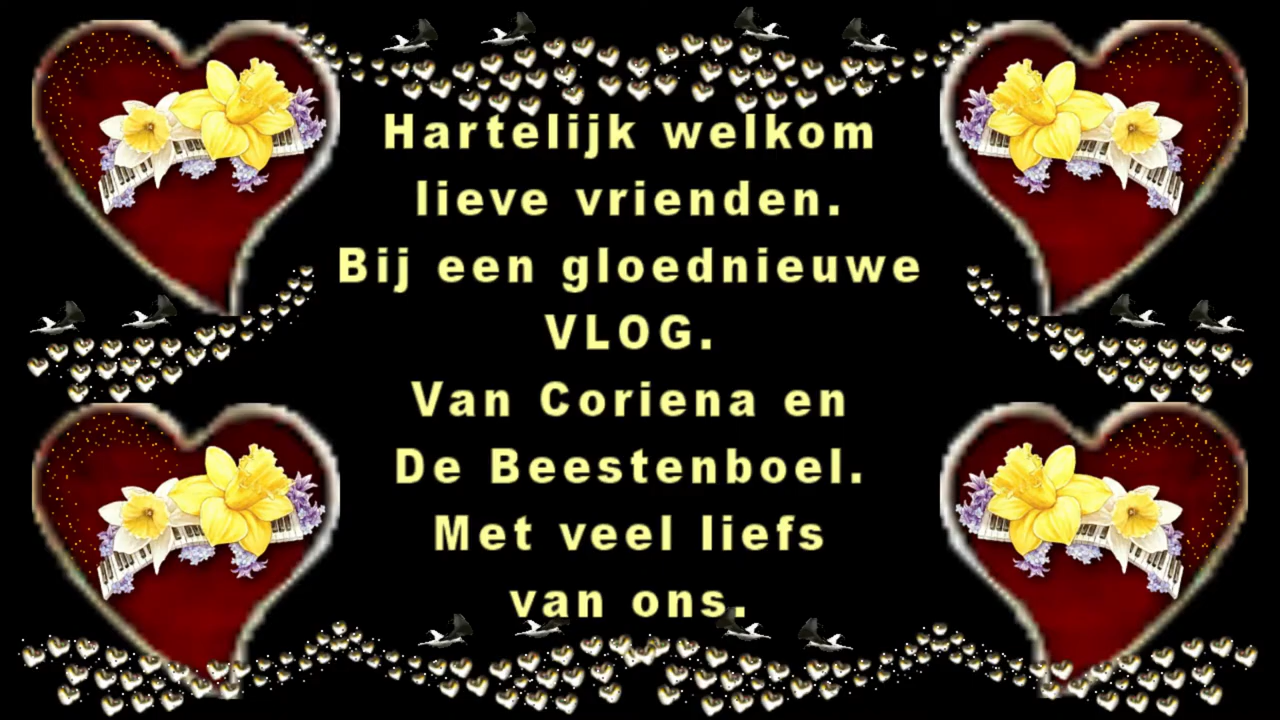 Hartelijk welkom
lieve vrienden.
Bij een gloednieuwe
VLOG.
Van Coriena en
De Beestenboel.
Met veel liefs
van ons.